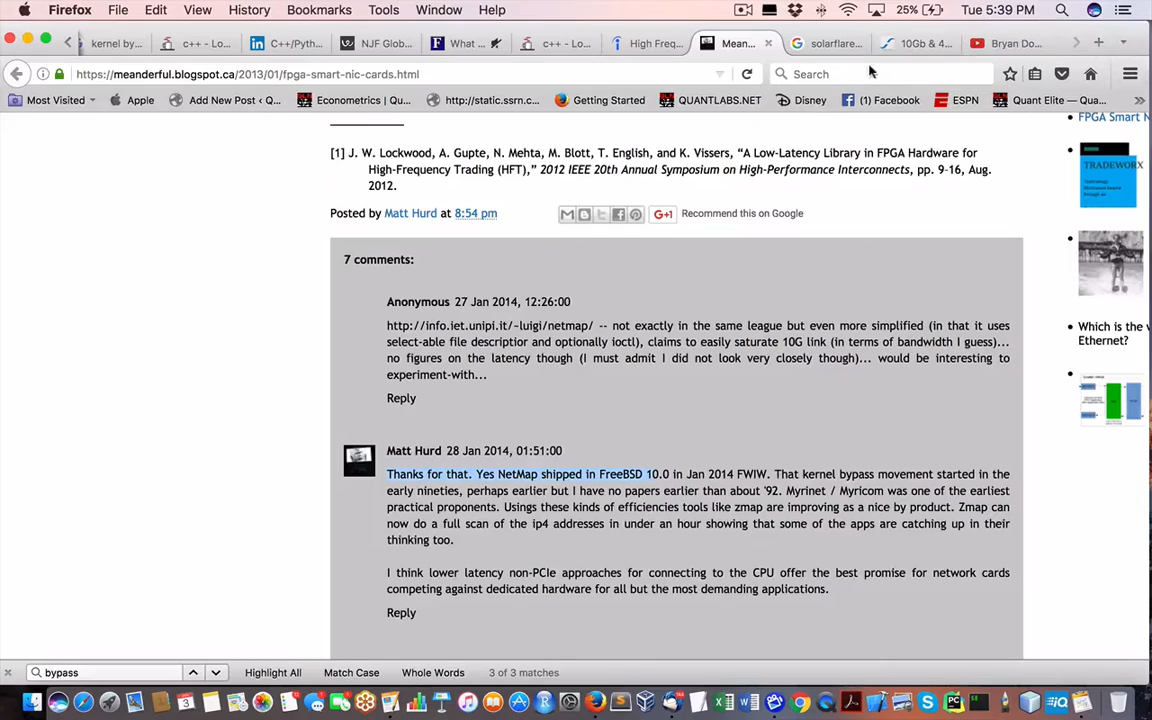 Firefox File Edit View History Bookmarks Tools Window Help 25% Tue 5:39 PM
kernel by... c++ - Lo... C++/Pyth... NJF Glob... What ... c++ - Lo... High Freq... Mean... solarflare... 10Gb & 4... Bryan Do...
https://meanderful.blogspot.ca/2013/01/fpga-smart-nic-cards.html Search
Most Visited Apple Add New Post ‹ Q... Econometrics | Qu... http://static.ssrn.c... Getting Started QUANTLABS.NET Disney (1) Facebook ESPN Quant Elite — Qua...
FPGA Smart N
[1] J. W. Lockwood, A. Gupte, N. Mehta, M. Blott, T. English, and K. Vissers, “A Low-Latency Library in FPGA Hardware for
High-Frequency Trading (HFT),” 2012 IEEE 20th Annual Symposium on High-Performance Interconnects, pp. 9–16, Aug.
2012.
TRADEWORX
Posted by Matt Hurd at 8:54 pm
G+1 Recommend this on Google
7 comments:
Anonymous 27 Jan 2014, 12:26:00
http://info.iet.unipi.it/~luigi/netmap/ -- not exactly in the same league but even more simplified (in that it uses
select-able file descriptior and optionally ioctl), claims to easily saturate 10G link (in terms of bandwidth I guess)...
no figures on the latency though (I must admit I did not look very closely though)... would be interesting to
experiment-with...
Which is the
Ethernet?
Reply
Matt Hurd 28 Jan 2014, 01:51:00
Thanks for that. Yes NetMap shipped in FreeBSD 10.0 in Jan 2014 FWIW. That kernel bypass movement started in the
early nineties, perhaps earlier but I have no papers earlier than about '92. Myrinet / Myricom was one of the earliest
practical proponents. Usings these kinds of efficiencies tools like zmap are improving as a nice by product. Zmap can
now do a full scan of the ip4 addresses in under an hour showing that some of the apps are catching up in their
thinking too.
I think lower latency non-PCIe approaches for connecting to the CPU offer the best promise for network cards
competing against dedicated hardware for all but the most demanding applications.
Reply
bypass Highlight All Match Case Whole Words 3 of 3 matches